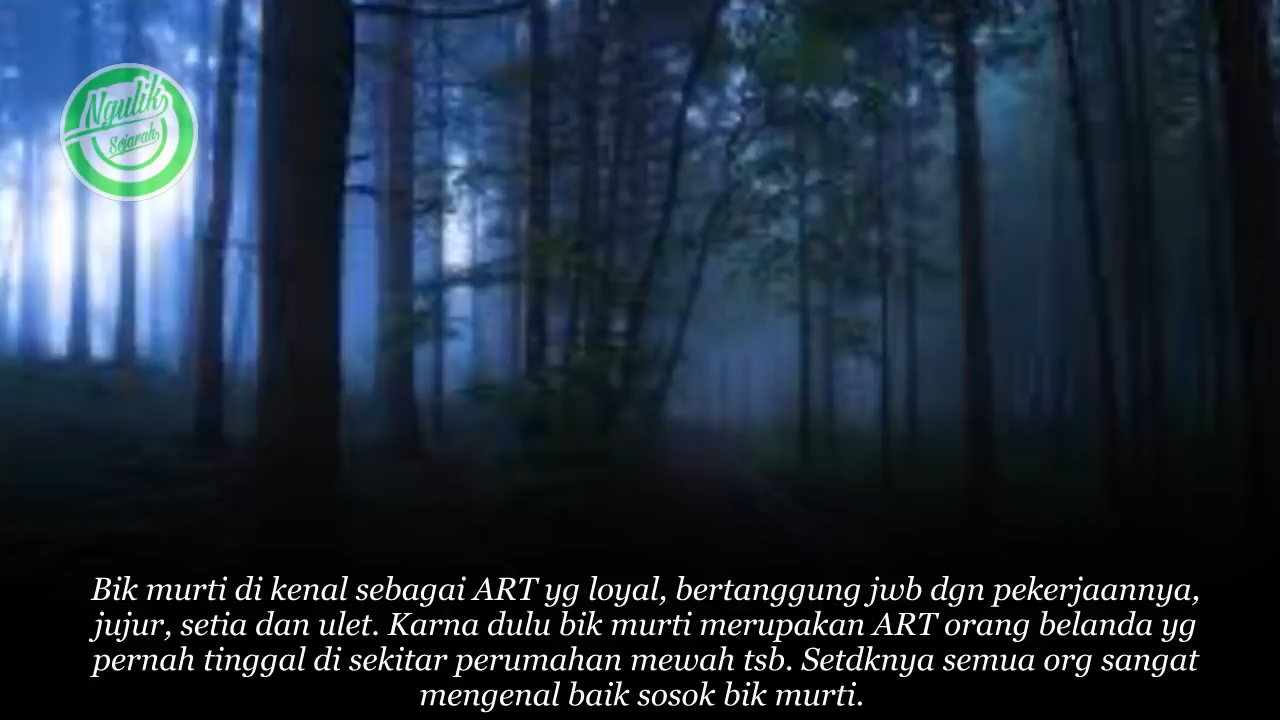 Ngulik
Sejarah
Bik murti di kenal sebagai ART yg loyal, bertanggung jwb dgn pekerjaannya,
jujur, setia dan ulet. Karna dulu bik murti merupakan ART orang belanda yg
pernah tinggal di sekitar perumahan mewah tsb. Setdknya semua org sangat
mengenal baik sosok bik murti.